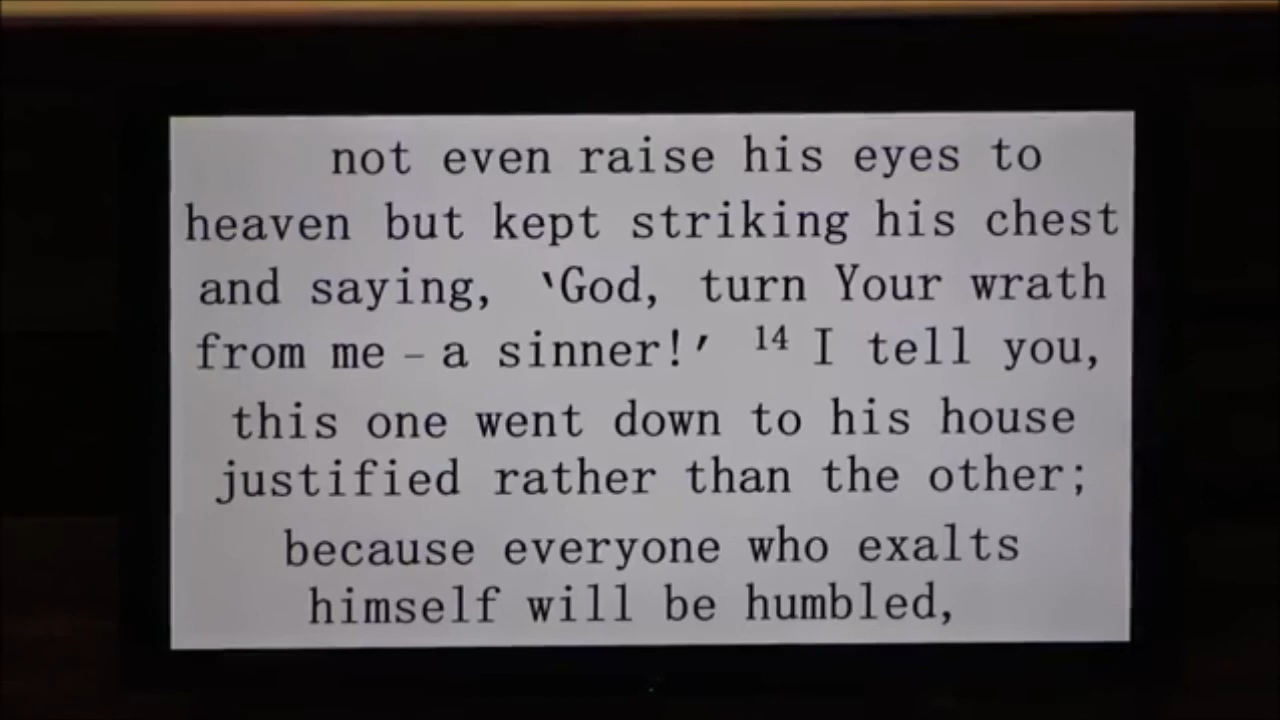 not even raise his eyes to
heaven but kept striking his chest
and saying, ‵God, turn Your wrath
from me – a sinner!′ 14 I tell you,
this one went down to his house
justified rather than the other;
because everyone who exalts
himself will be humbled,